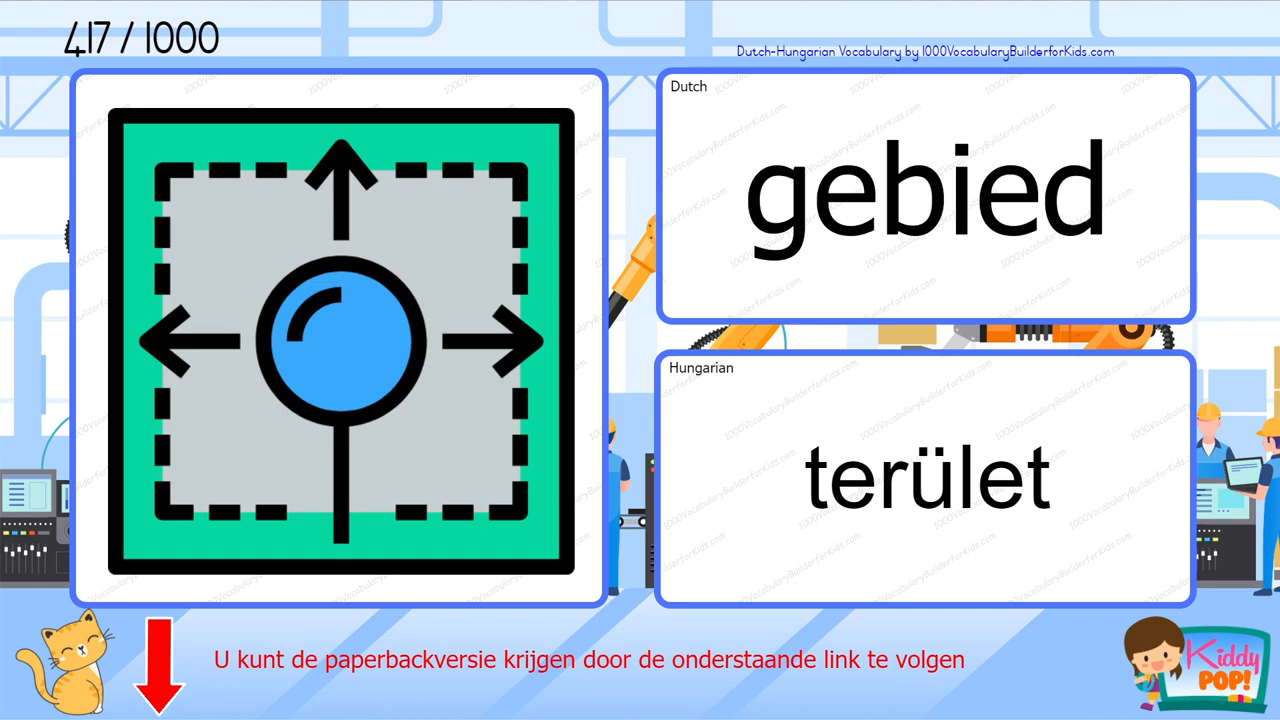 417 / 1000
Dutch-Hungarian Vocabulary by 1000VocabularyBuilderforKids.com
Dutch
gebied
Hungarian
terület
U kunt de paperbackversie krijgen door de onderstaande link te volgen
Kiddy
POP!